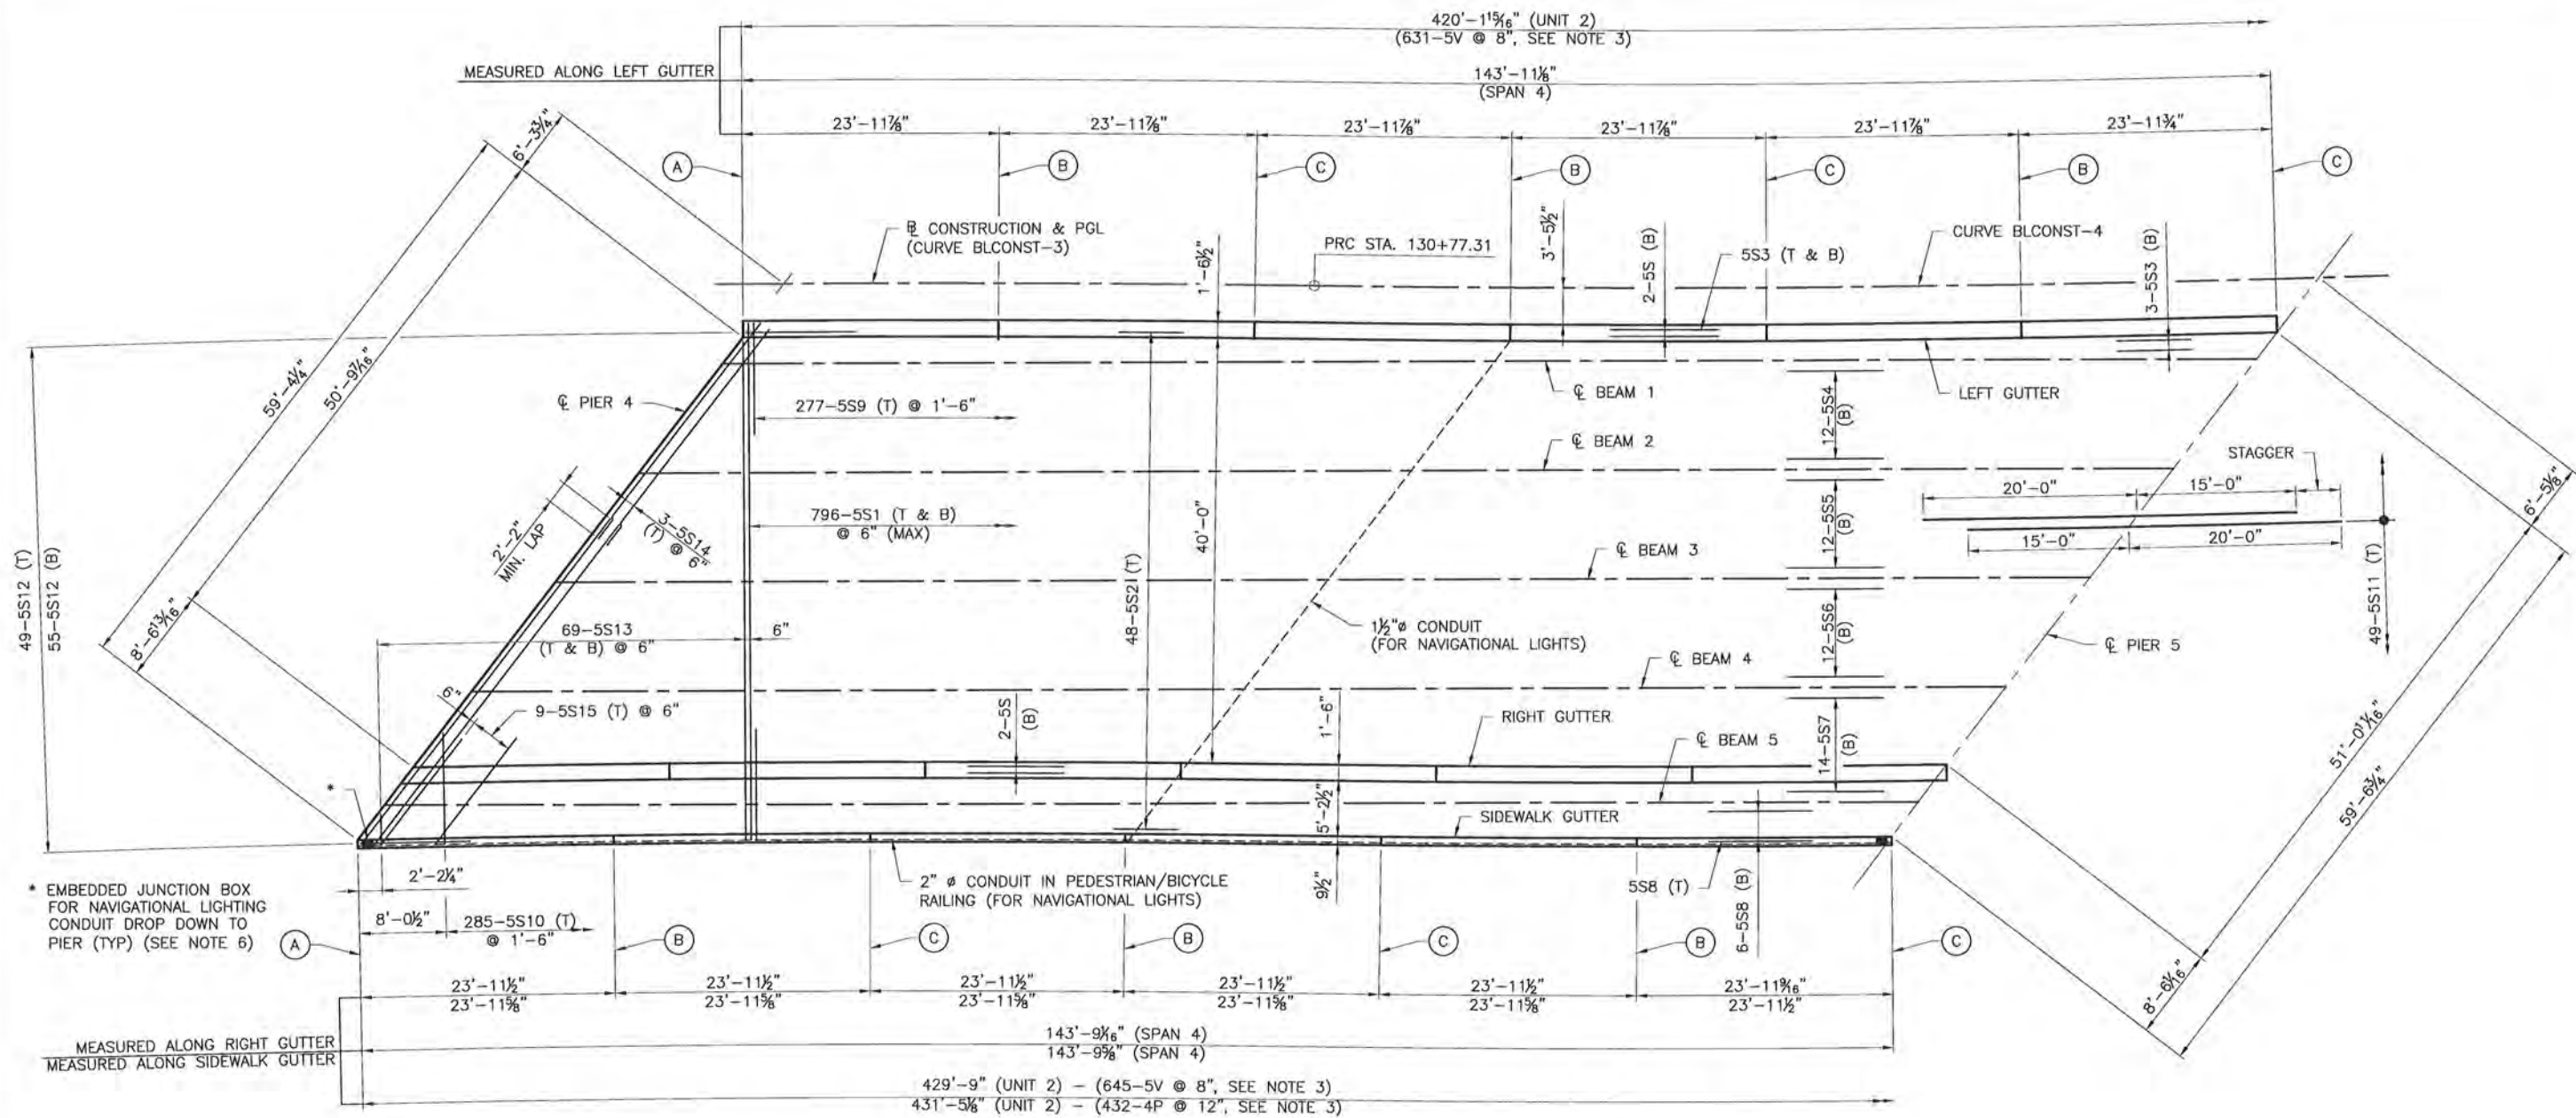 420'-1 15/16" (UNIT 2)
(631-5V @ 8", SEE NOTE 3)
MEASURED ALONG LEFT GUTTER
143'-11 1/8"
(SPAN 4)
23'-11 7/8"
23'-11 7/8"
23'-11 7/8"
23'-11 7/8"
23'-11 7/8"
23'-11 3/4"
A
B
C
B
C
B
C
6'-3 3/4"
59'-4 1/4"
50'-9 7/16"
8'-6 13/16"
℄ PIER 4
B̲L CONSTRUCTION & PGL
(CURVE BLCONST-3)
1'-6 1/2"
PRC STA. 130+77.31
3'-5 1/2"
2-5S (B)
5S3 (T & B)
CURVE BLCONST-4
3-5S3 (B)
277-5S9 (T) @ 1'-6"
℄ BEAM 1
LEFT GUTTER
12-5S4
(B)
℄ BEAM 2
STAGGER
20'-0"
15'-0"
15'-0"
20'-0"
6'-5 1/8"
49-5S11 (T)
2'-2"
MIN. LAP
3-5S14
(T) @ 6"
796-5S1 (T & B)
@ 6" (MAX)
40'-0"
48-5S2 (T)
12-5S5
(B)
℄ BEAM 3
49-5S12 (T)
55-5S12 (B)
69-5S13
(T & B) @ 6"
6"
1 1/2"ø CONDUIT
(FOR NAVIGATIONAL LIGHTS)
12-5S6
(B)
℄ BEAM 4
℄ PIER 5
6"
9-5S15 (T) @ 6"
2-5S
(B)
1'-6"
RIGHT GUTTER
14-5S7
(B)
℄ BEAM 5
51'-0 11/16"
59'-6 3/4"
8'-6 1/16"
*
5'-2 1/2"
SIDEWALK GUTTER
9 1/2"
5S8 (T)
6-5S8 (B)
2'-2 1/4"
* EMBEDDED JUNCTION BOX
FOR NAVIGATIONAL LIGHTING
CONDUIT DROP DOWN TO
PIER (TYP) (SEE NOTE 6)
8'-0 1/2"
285-5S10 (T)
@ 1'-6"
2" ø CONDUIT IN PEDESTRIAN/BICYCLE
RAILING (FOR NAVIGATIONAL LIGHTS)
A
B
C
B
C
B
C
23'-11 1/2"
23'-11 1/2"
23'-11 1/2"
23'-11 1/2"
23'-11 1/2"
23'-11 9/16"
23'-11 5/8"
23'-11 5/8"
23'-11 5/8"
23'-11 5/8"
23'-11 5/8"
23'-11 1/2"
MEASURED ALONG RIGHT GUTTER
MEASURED ALONG SIDEWALK GUTTER
143'-9 1/16" (SPAN 4)
143'-9 5/8" (SPAN 4)
429'-9" (UNIT 2) - (645-5V @ 8", SEE NOTE 3)
431'-5 1/8" (UNIT 2) - (432-4P @ 12", SEE NOTE 3)